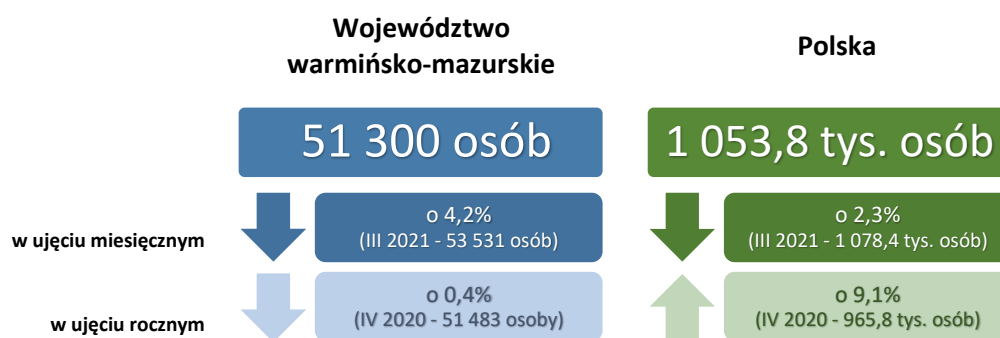 Województwo
warmińsko-mazurskie
Polska
51 300 osób
1 053,8 tys. osób
w ujęciu miesięcznym
o 4,2%
(III 2021 - 53 531 osób)
o 2,3%
(III 2021 - 1 078,4 tys. osób)
w ujęciu rocznym
o 0,4%
(IV 2020 - 51 483 osoby)
o 9,1%
(IV 2020 - 965,8 tys. osób)